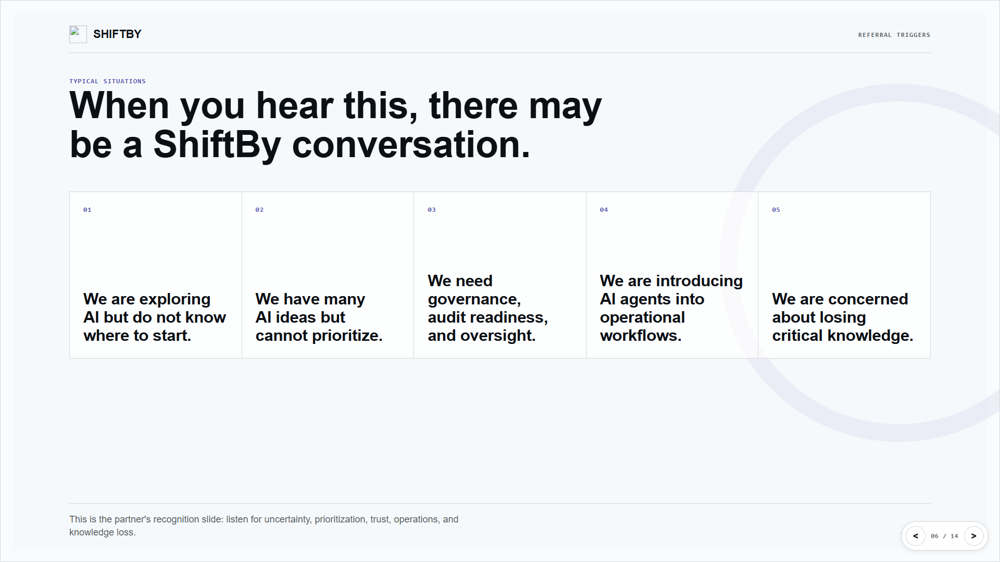 SHIFTBY
REFERRAL TRIGGERS
TYPICAL SITUATIONS
When you hear this, there may
be a ShiftBy conversation.
01
We are exploring
AI but do not know
where to start.
02
We have many
AI ideas but
cannot prioritize.
03
We need
governance,
audit readiness,
and oversight.
04
We are introducing
AI agents into
operational
workflows.
05
We are concerned
about losing
critical knowledge.
This is the partner's recognition slide: listen for uncertainty, prioritization, trust, operations, and
knowledge loss.
< 06 / 14 >